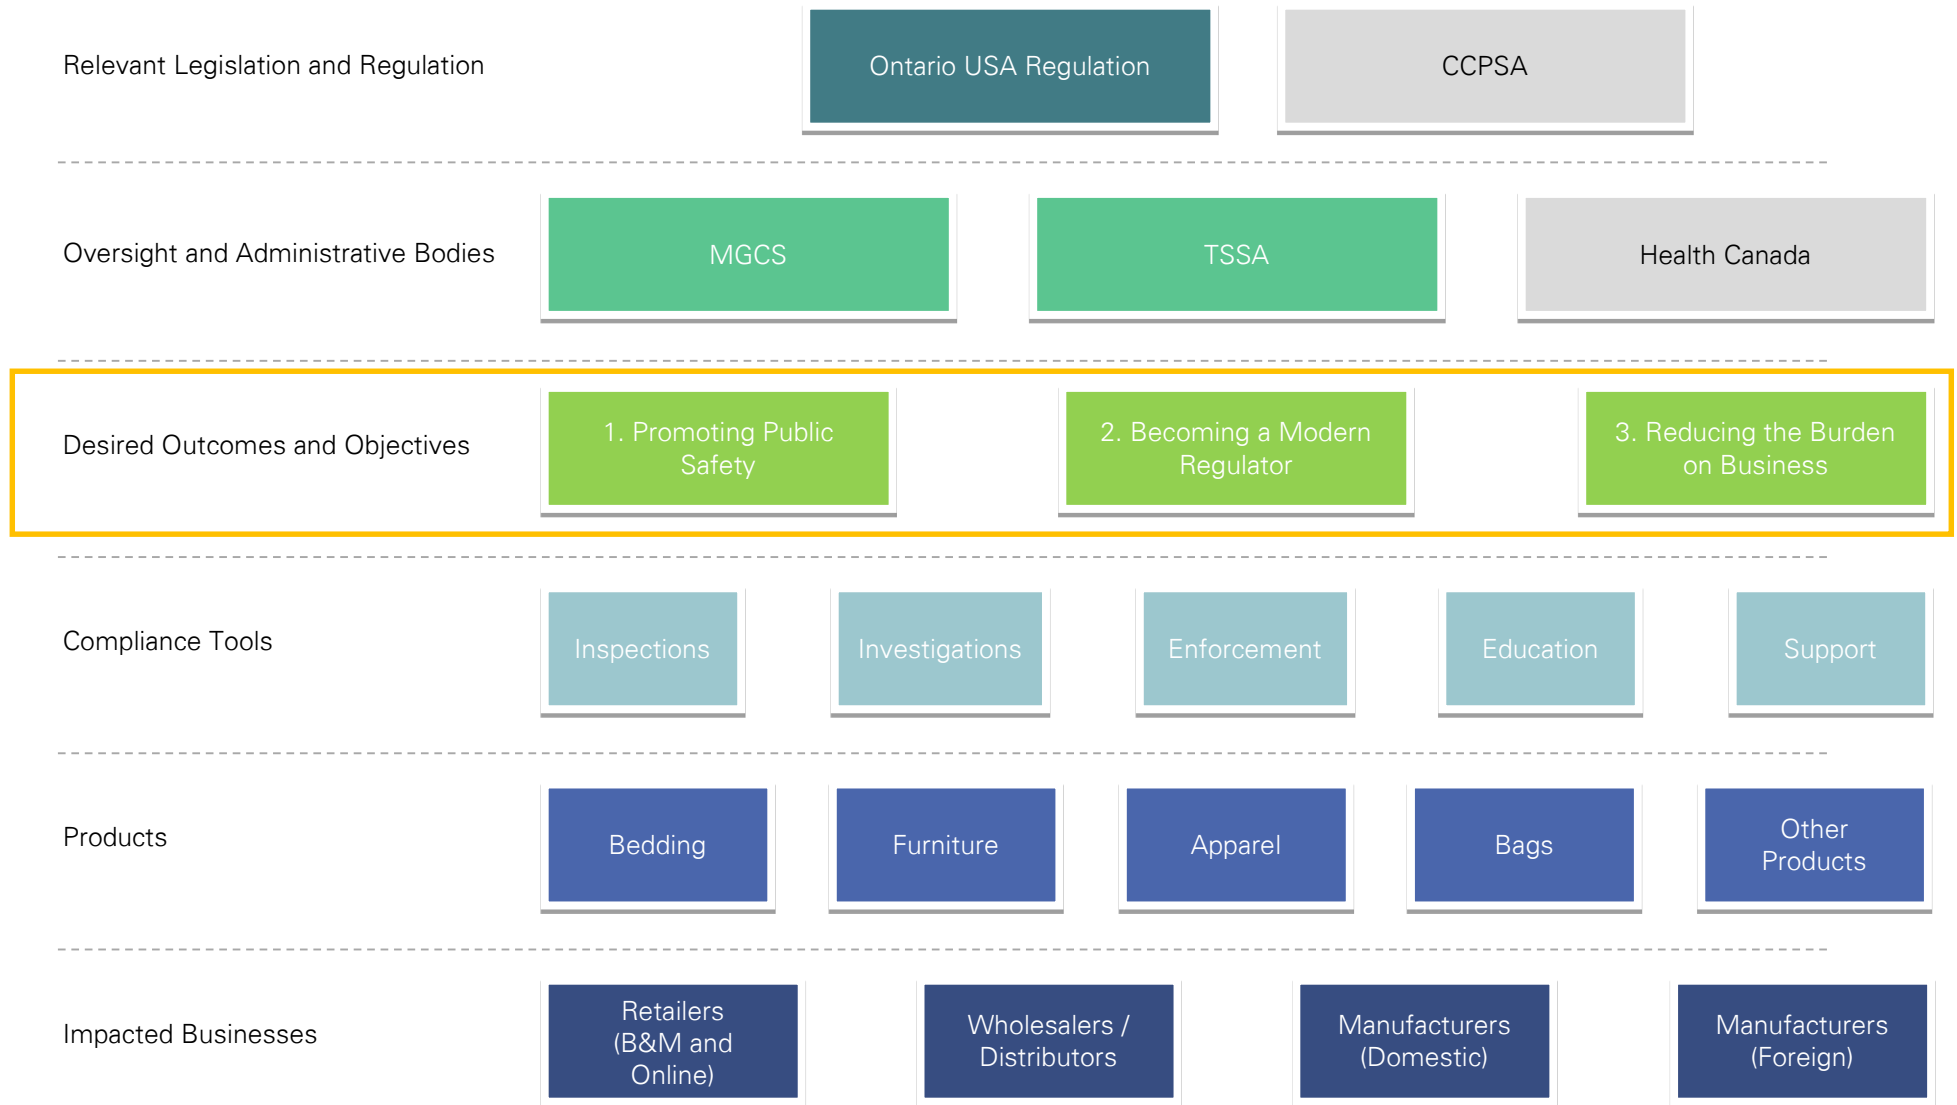 Relevant Legislation and Regulation
Ontario USA Regulation
CCPSA
Oversight and Administrative Bodies
MGCS
TSSA
Health Canada
Desired Outcomes and Objectives
1. Promoting Public
Safety
2. Becoming a Modern
Regulator
3. Reducing the Burden
on Business
Compliance Tools
Inspections
Investigations
Enforcement
Education
Support
Products
Bedding
Furniture
Apparel
Bags
Other
Products
Impacted Businesses
Retailers
(B&M and
Online)
Wholesalers /
Distributors
Manufacturers
(Domestic)
Manufacturers
(Foreign)